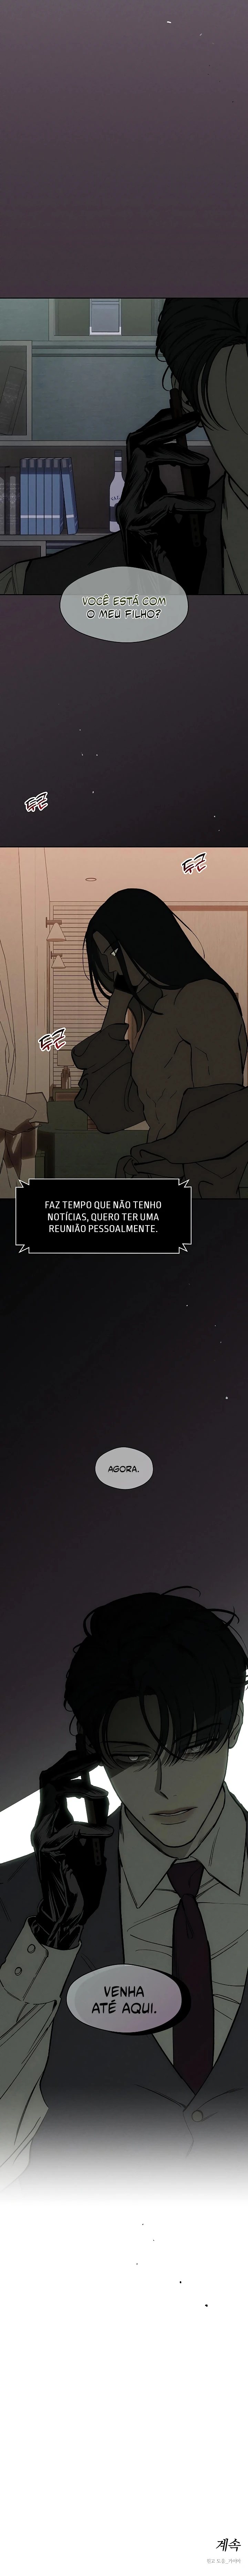 VOCÊ ESTÁ COM
O MEU FILHO?
두근
두근
두근
FAZ TEMPO QUE NÃO TENHO
NOTÍCIAS, QUERO TER UMA
REUNIÃO PESSOALMENTE.
AGORA.
VENHA
ATÉ AQUI.
계속